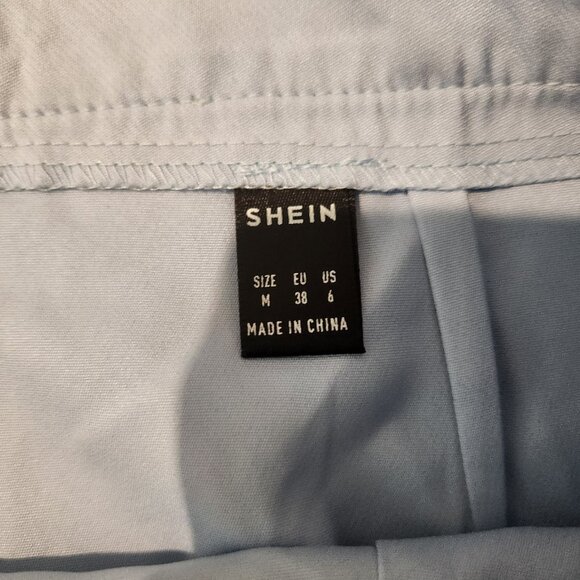 SHEIN
SIZE EU US
M 38 6
MADE IN CHINA